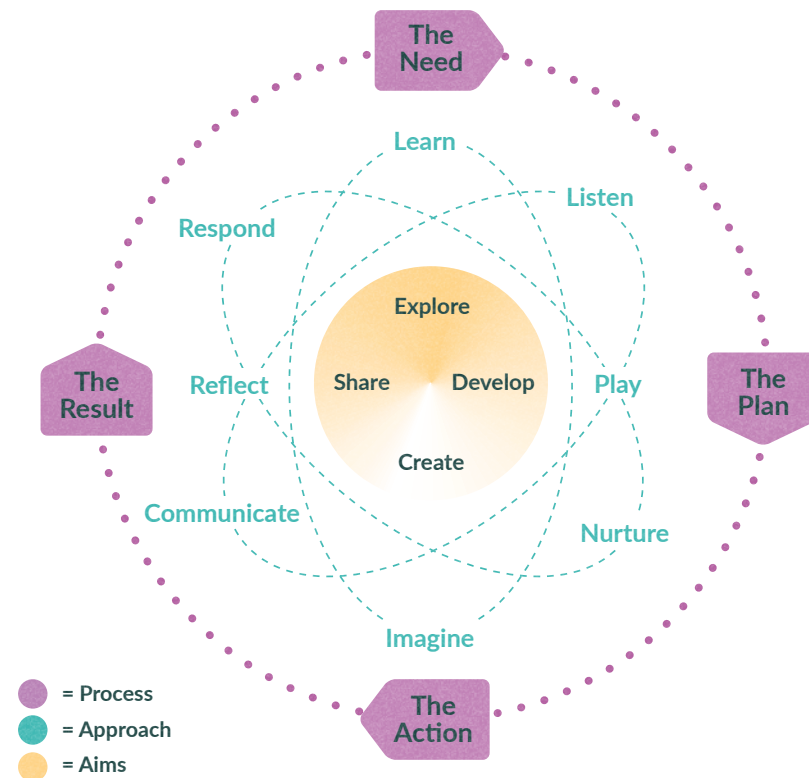 The
Need
Learn
Listen
Respond
Explore
Share
Develop
Create
Reflect
Play
The
Result
The
Plan
Communicate
Nurture
Imagine
The
Action
= Process
= Approach
= Aims